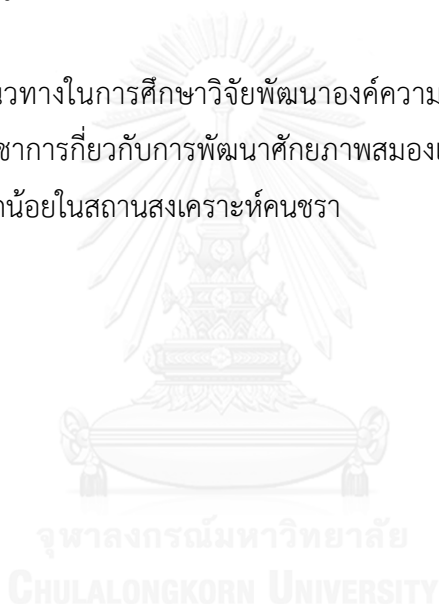 นวทางในการศึกษาวิจัยพัฒนาองค์ความ
ชาการกี่ยวกับการพัฒนาศักยภาพสมอง
น้อยในสถานสงเคราะห์คนชรา
จุฬาลงกรณ์มหาวิทยาลัย
CHULALONGKORN UNIVERSITY